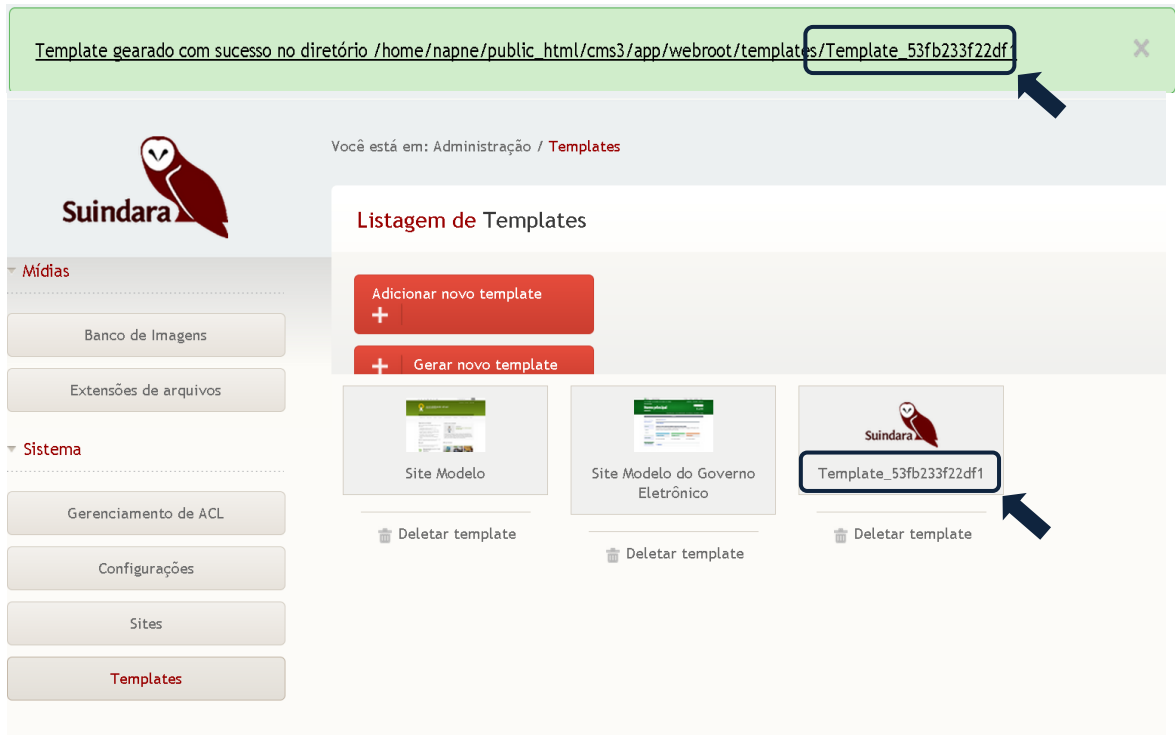 Template gearado com sucesso no diretório /home/napne/public_html/cms3/app/webroot/templates/Template_53fb233f22df1
Você está em: Administração / Templates
Suindara
Listagem de Templates
Mídias
Adicionar novo template
Banco de Imagens
Gerar novo template
Extensões de arquivos
Sistema
Suindara
Site Modelo
Site Modelo do Governo
Eletrônico
Template_53fb233f22df1
Gerenciamento de ACL
Deletar template
Deletar template
Deletar template
Configurações
Sites
Templates